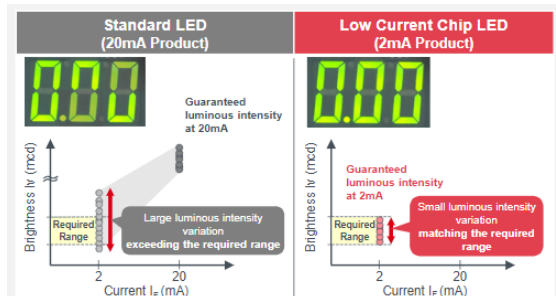 Standard LED
(20mA Product)
Guaranteed
luminous intensity
at 20mA
Brightness Iv (mcd)
Required
Range
Large luminous intensity
variation
exceeding the required range
2
20
Current IF (mA)
Low Current Chip LED
(2mA Product)
0.00
Guaranteed
luminous intensity
at 2mA
Brightness Iv (mcd)
Required
Range
Small luminous intensity
variation
matching the required
range
2
20
Current IF (mA)